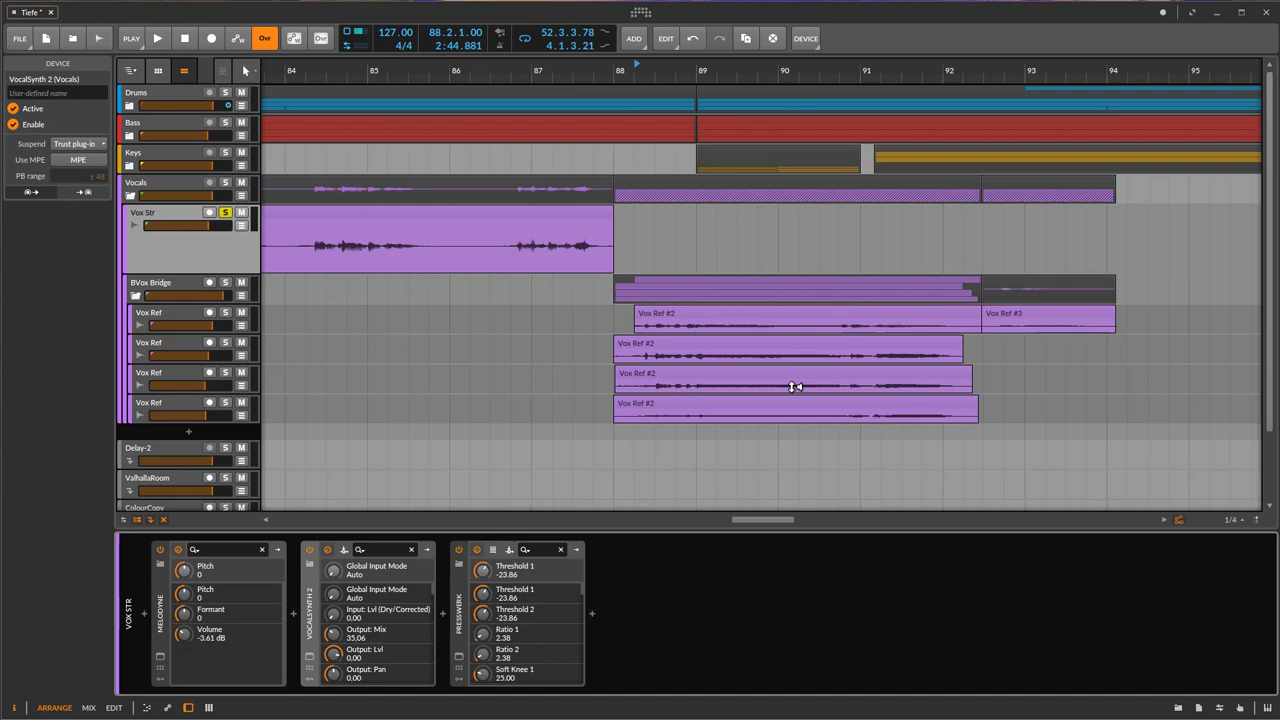 Tiefe *
FILE PLAY Ovr Ovr 127.00 88.2.1.00 52.3.3.78 ADD EDIT DEVICE
4/4 2:44.881 4.1.3.21
DEVICE
84 85 86 87 88 89 90 91 92 93 94 95
VocalSynth 2 (Vocals)
User-defined name
Active
Enable
Suspend Trust plug-in
Use MPE MPE
PB range ± 48
Drums S M
Bass S M
Keys S M
Vocals S M
Vox Str S M
BVox Bridge S M
Vox Ref S M Vox Ref #2 Vox Ref #3
Vox Ref S M Vox Ref #2
Vox Ref S M Vox Ref #2
Vox Ref S M Vox Ref #2
+
Delay-2 S M
ValhallaRoom S M
ColourCopy S M
1/4
VOX STR
MELODYNE
Pitch
0
Pitch
0
Formant
0
Volume
-3.61 dB
VOCALSYNTH 2
Global Input Mode
Auto
Global Input Mode
Auto
Input: Lvl (Dry/Corrected)
0,00
Output: Mix
35,06
Output: Lvl
0,00
Output: Pan
0,00
PRESSWERK
Threshold 1
-23.86
Threshold 1
-23.86
Threshold 2
-23.86
Ratio 1
2.38
Ratio 2
2.38
Soft Knee 1
25.00
i ARRANGE MIX EDIT